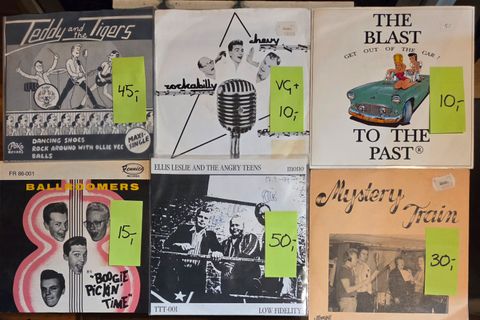 Teddy and the Tigers
45,-
DANCING SHOES
ROCK AROUND WITH OLLIE VEE
BALLS
MAXI-SINGLE
chevy
rockabilly
VG+
10,-
THE BLAST
GET OUT OF THE CAR!
10,-
TO THE PAST®
FR 86-001
BALLROOMERS
15,-
"BOOGIE
PICKIN'
TIME"
ELLIS LESLIE AND THE ANGRY TEENS
mono
50,-
TTT-001
LOW FIDELITY
Mystery
Train
30,-